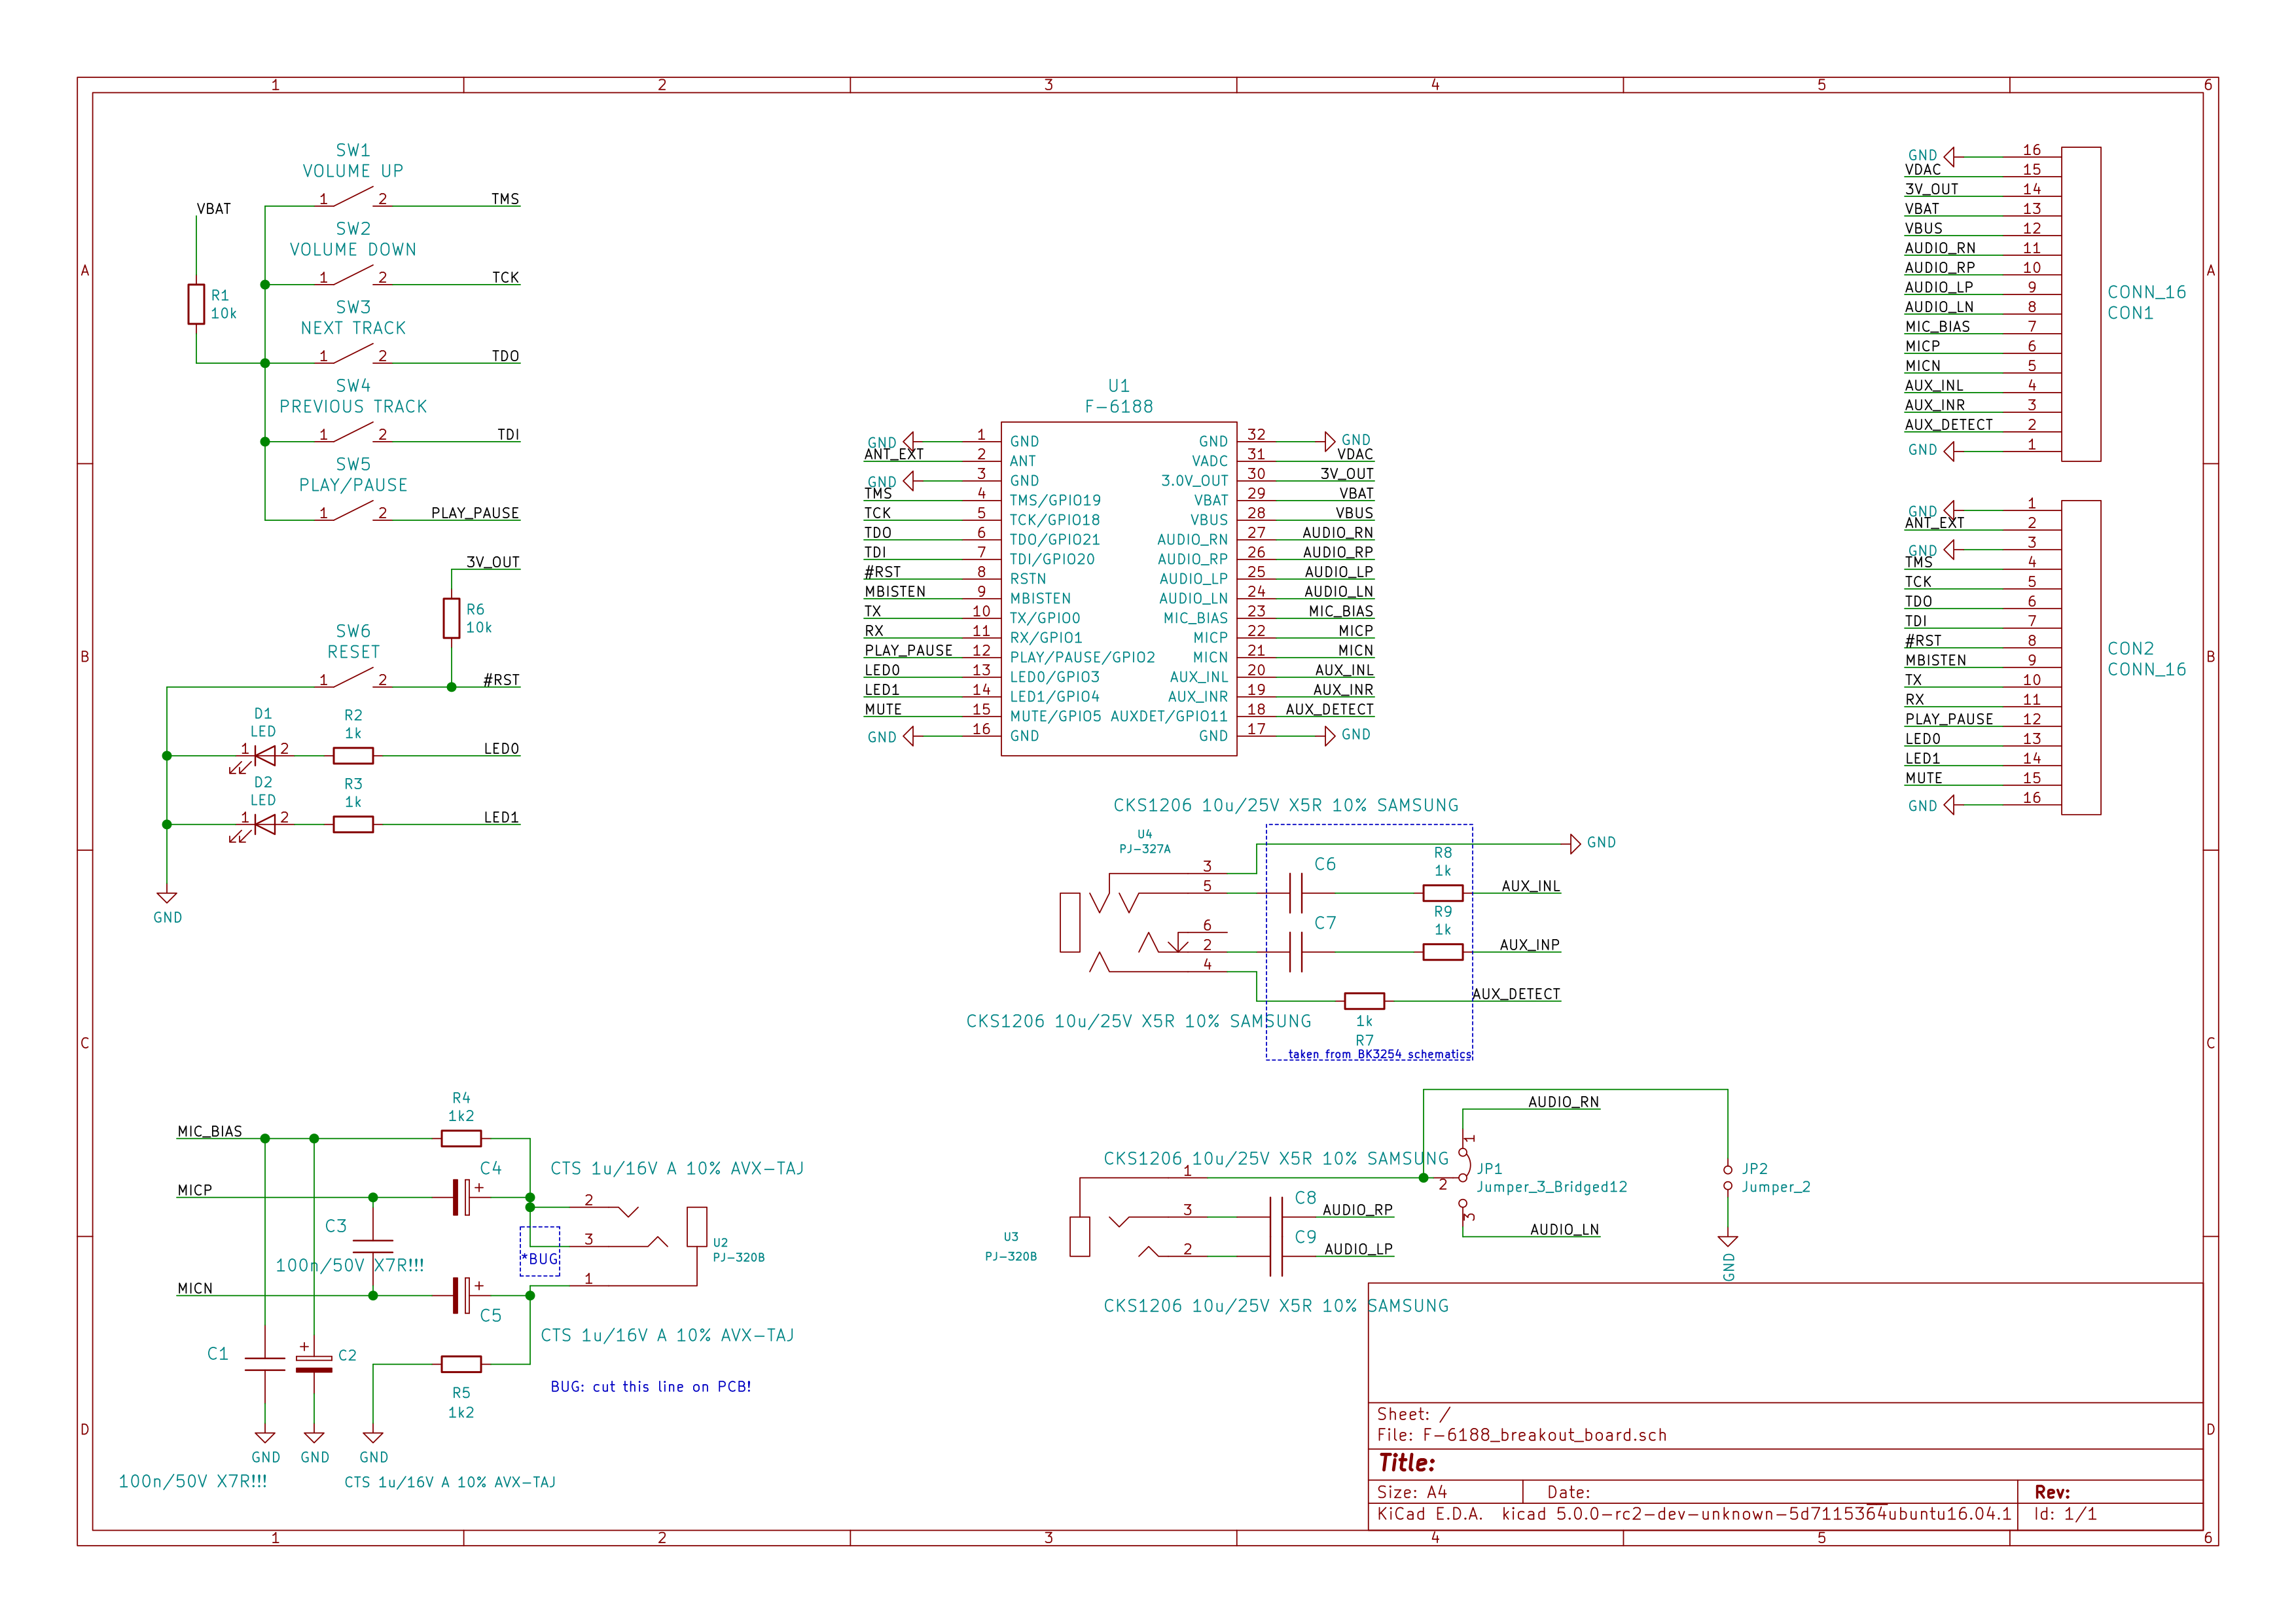 1 2 3 4 5 6
A
B
C
D
A
B
C
D
1 2 3 4 5 6
SW1
VOLUME UP
1 2 TMS
VBAT
SW2
VOLUME DOWN
1 2 TCK
R1
10k
SW3
NEXT TRACK
1 2 TDO
SW4
PREVIOUS TRACK
1 2 TDI
SW5
PLAY/PAUSE
1 2 PLAY_PAUSE
3V_OUT
R6
10k
SW6
RESET
1 2 #RST
D1
LED
1 2
R2
1k
LED0
D2
LED
1 2
R3
1k
LED1
GND
U1
F-6188
GND 1 GND
ANT_EXT 2 ANT
GND 3 GND
TMS 4 TMS/GPIO19
TCK 5 TCK/GPIO18
TDO 6 TDO/GPIO21
TDI 7 TDI/GPIO20
#RST 8 RSTN
MBISTEN 9 MBISTEN
TX 10 TX/GPIO0
RX 11 RX/GPIO1
PLAY_PAUSE 12 PLAY/PAUSE/GPIO2
LED0 13 LED0/GPIO3
LED1 14 LED1/GPIO4
MUTE 15 MUTE/GPIO5
GND 16 GND
GND 32 GND
VADC 31 VDAC
3.0V_OUT 30 3V_OUT
VBAT 29 VBAT
VBUS 28 VBUS
AUDIO_RN 27 AUDIO_RN
AUDIO_RP 26 AUDIO_RP
AUDIO_LP 25 AUDIO_LP
AUDIO_LN 24 AUDIO_LN
MIC_BIAS 23 MIC_BIAS
MICP 22 MICP
MICN 21 MICN
AUX_INL 20 AUX_INL
AUX_INR 19 AUX_INR
AUXDET/GPIO11 18 AUX_DETECT
GND 17 GND
GND 16
VDAC 15
3V_OUT 14
VBAT 13
VBUS 12
AUDIO_RN 11
AUDIO_RP 10
AUDIO_LP 9
AUDIO_LN 8
MIC_BIAS 7
MICP 6
MICN 5
AUX_INL 4
AUX_INR 3
AUX_DETECT 2
GND 1
CONN_16
CON1
GND 1
ANT_EXT 2
GND 3
TMS 4
TCK 5
TDO 6
TDI 7
#RST 8
MBISTEN 9
TX 10
RX 11
PLAY_PAUSE 12
LED0 13
LED1 14
MUTE 15
GND 16
CON2
CONN_16
CKS1206 10u/25V X5R 10% SAMSUNG
U4
PJ-327A
3
5
6
2
4
C6
C7
R8
1k
R9
1k
GND
AUX_INL
AUX_INP
AUX_DETECT
1k
R7
CKS1206 10u/25V X5R 10% SAMSUNG
taken from BK3254 schematics
MIC_BIAS
R4
1k2
MICP
C4
+
CTS 1u/16V A 10% AVX-TAJ
C3
100n/50V X7R!!!
2
3
1
*BUG
U2
PJ-320B
MICN
+
C5
CTS 1u/16V A 10% AVX-TAJ
C1
+
C2
R5
1k2
BUG: cut this line on PCB!
GND
GND
GND
100n/50V X7R!!!
CTS 1u/16V A 10% AVX-TAJ
AUDIO_RN
CKS1206 10u/25V X5R 10% SAMSUNG
1
3
2
U3
PJ-320B
C8
AUDIO_RP
C9
AUDIO_LP
1
2
3
JP1
Jumper_3_Bridged12
AUDIO_LN
JP2
Jumper_2
GND
CKS1206 10u/25V X5R 10% SAMSUNG
Sheet: /
File: F-6188_breakout_board.sch
Title:
Size: A4 Date: Rev:
KiCad E.D.A. kicad 5.0.0-rc2-dev-unknown-5d7115364ubuntu16.04.1 Id: 1/1